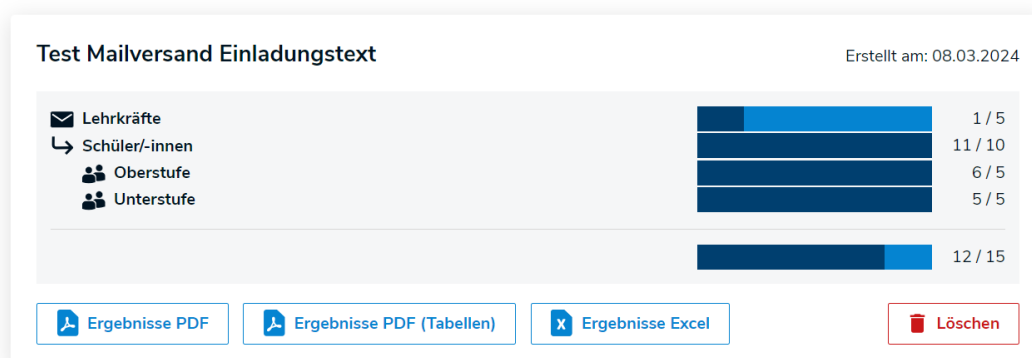 Test Mailversand Einladungstext
Erstellt am: 08.03.2024
Lehrkräfte 1 / 5
Schüler/-innen 11 / 10
Oberstufe 6 / 5
Unterstufe 5 / 5
12 / 15
Ergebnisse PDF Ergebnisse PDF (Tabellen) X Ergebnisse Excel Löschen